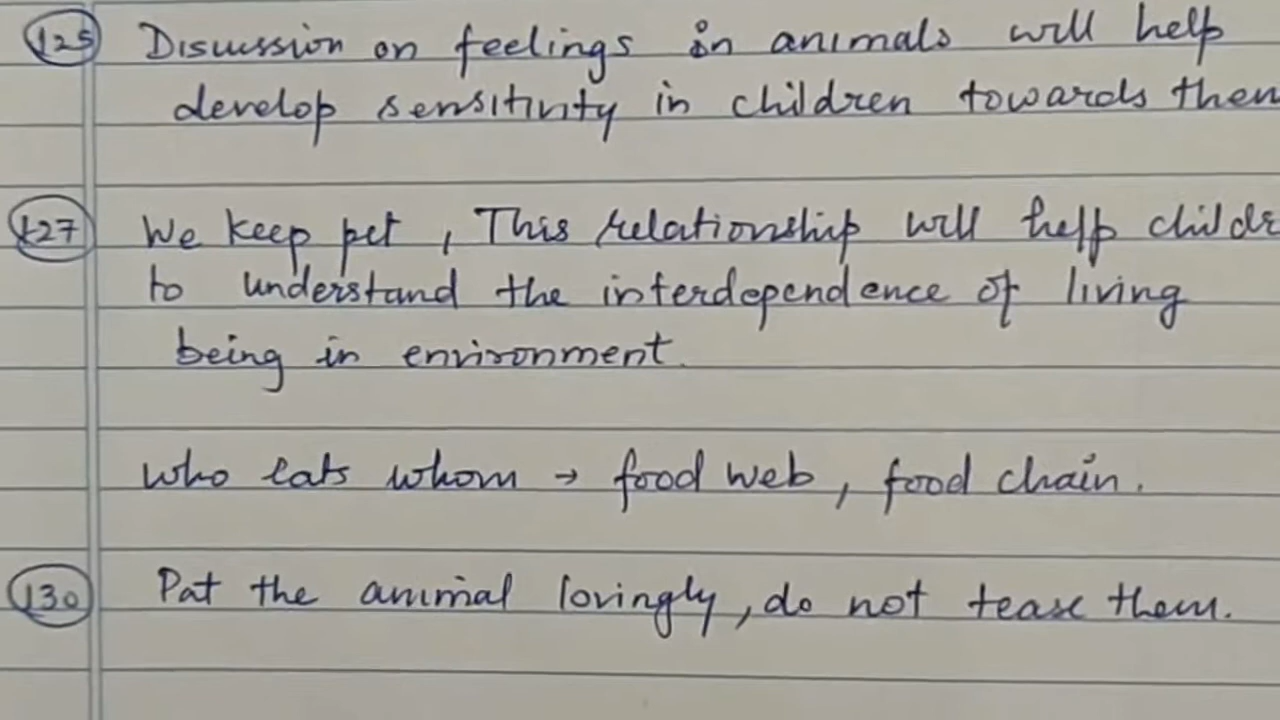 125 Discussion on feelings in animals will help
develop sensitivity in children towards them
127 We keep pet, This relationship will help childr
to understand the interdependence of living
being in environment.
who eats whom → food web, food chain.
130 Pat the animal lovingly, do not tease them.